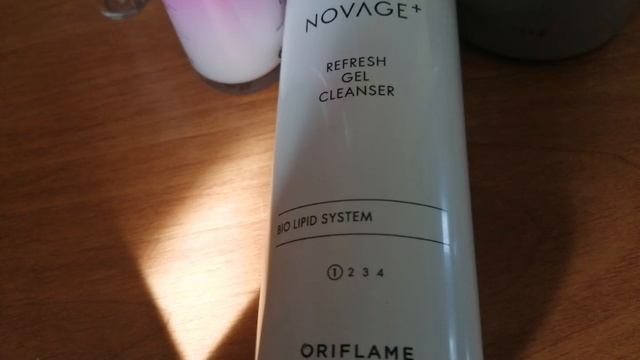 NOVAGE+
REFRESH
GEL
CLEANSER
BIO LIPID SYSTEM
1 2 3 4
ORIFLAME